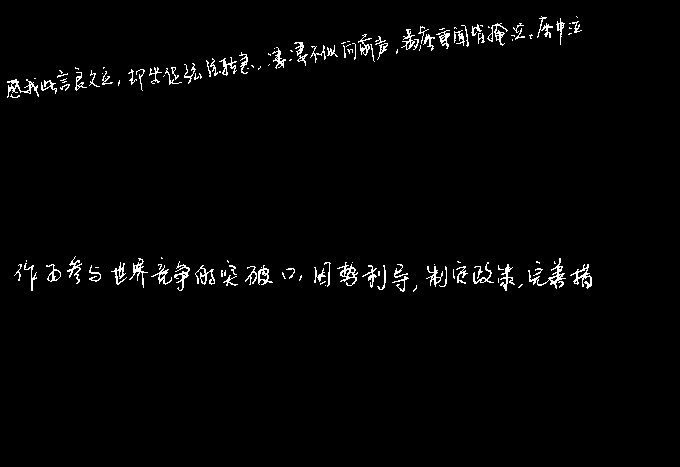 感我此言良久立,却坐促弦弦转急.凄凄不似向前声,满座重闻皆掩泣.座中泣
作为参与世界竞争的突破口,因势利导,制定政策,完善措